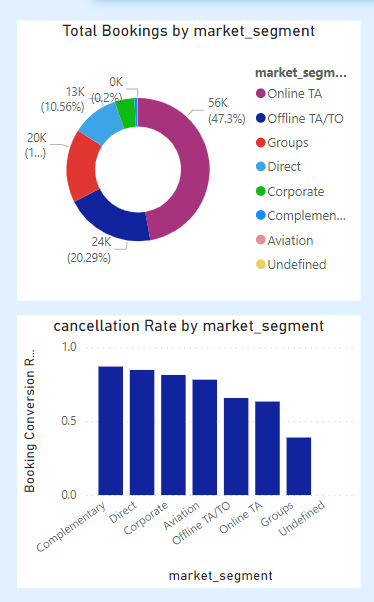 Total Bookings by market_segment
0K
(0.2%)
13K
(10.56%)
20K
(1...)
24K
(20.29%)
56K
(47.3%)
market_segm...
Online TA
Offline TA/TO
Groups
Direct
Corporate
Complemen...
Aviation
Undefined
cancellation Rate by market_segment
Booking Conversion R...
1.0
0.5
0.0
Complementary
Direct
Corporate
Aviation
Offline TA/TO
Online TA
Groups
Undefined
market_segment